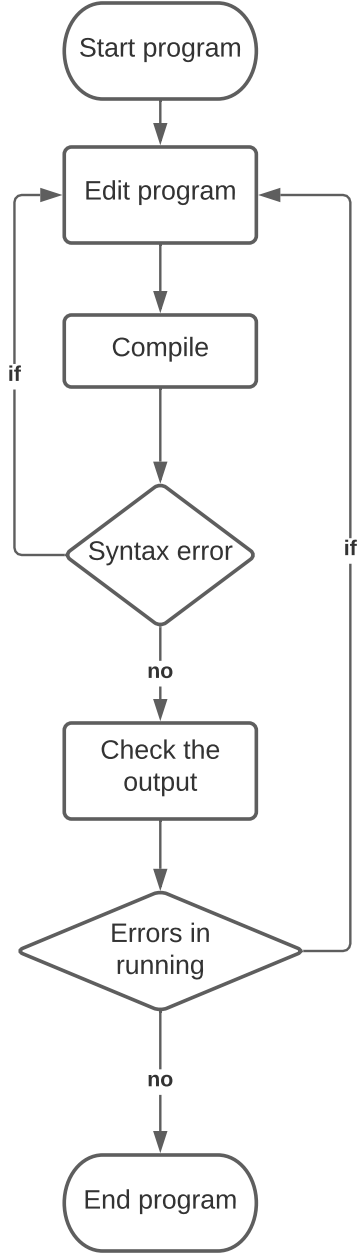 Start program
Edit program
Compile
if
Syntax error
if
no
Check the
output
Errors in
running
no
End program